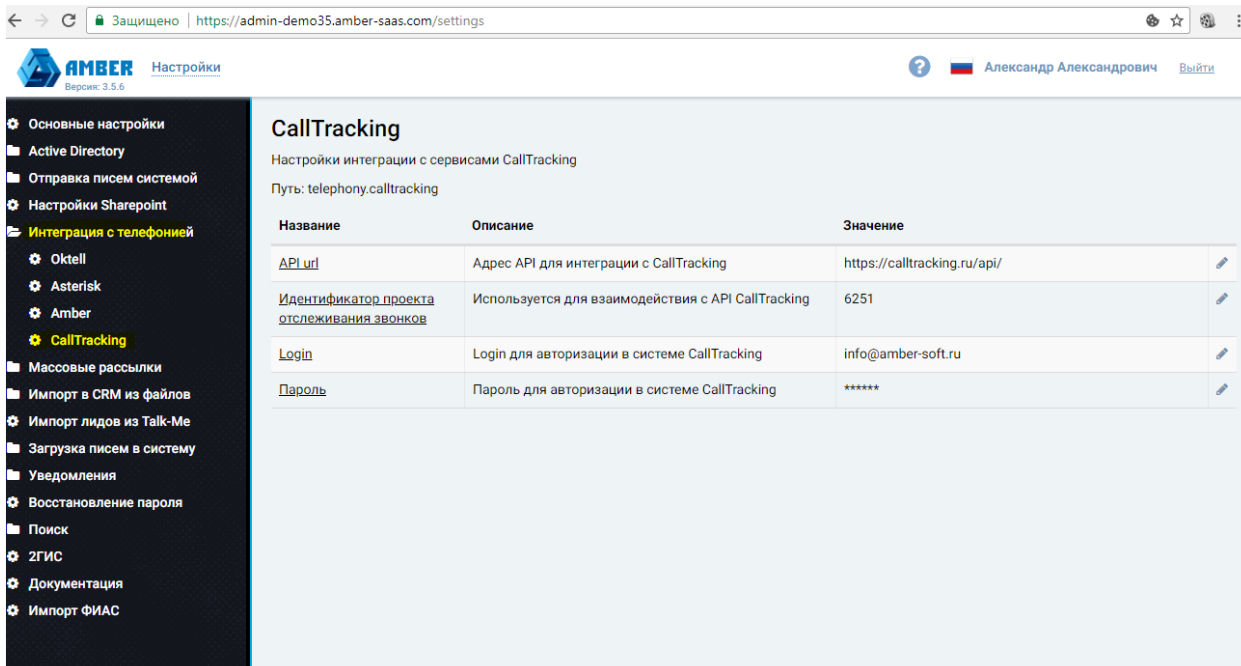 Защищено https://admin-demo35.amber-saas.com/settings
AMBER Настройки
Версия: 3.5.6
? Александр Александрович Выйти
Основные настройки
Active Directory
Отправка писем системой
Настройки Sharepoint
Интеграция с телефонией
Oktell
Asterisk
Amber
CallTracking
Массовые рассылки
Импорт в CRM из файлов
Импорт лидов из Talk-Me
Загрузка писем в систему
Уведомления
Восстановление пароля
Поиск
2ГИС
Документация
Импорт ФИАС
CallTracking
Настройки интеграции с сервисами CallTracking
Путь: telephony.calltracking
Название Описание Значение
API url Адрес API для интеграции с CallTracking https://calltracking.ru/api/
Идентификатор проекта Используется для взаимодействия с API CallTracking 6251
отслеживания звонков
Login Login для авторизации в системе CallTracking info@amber-soft.ru
Пароль Пароль для авторизации в системе CallTracking ******